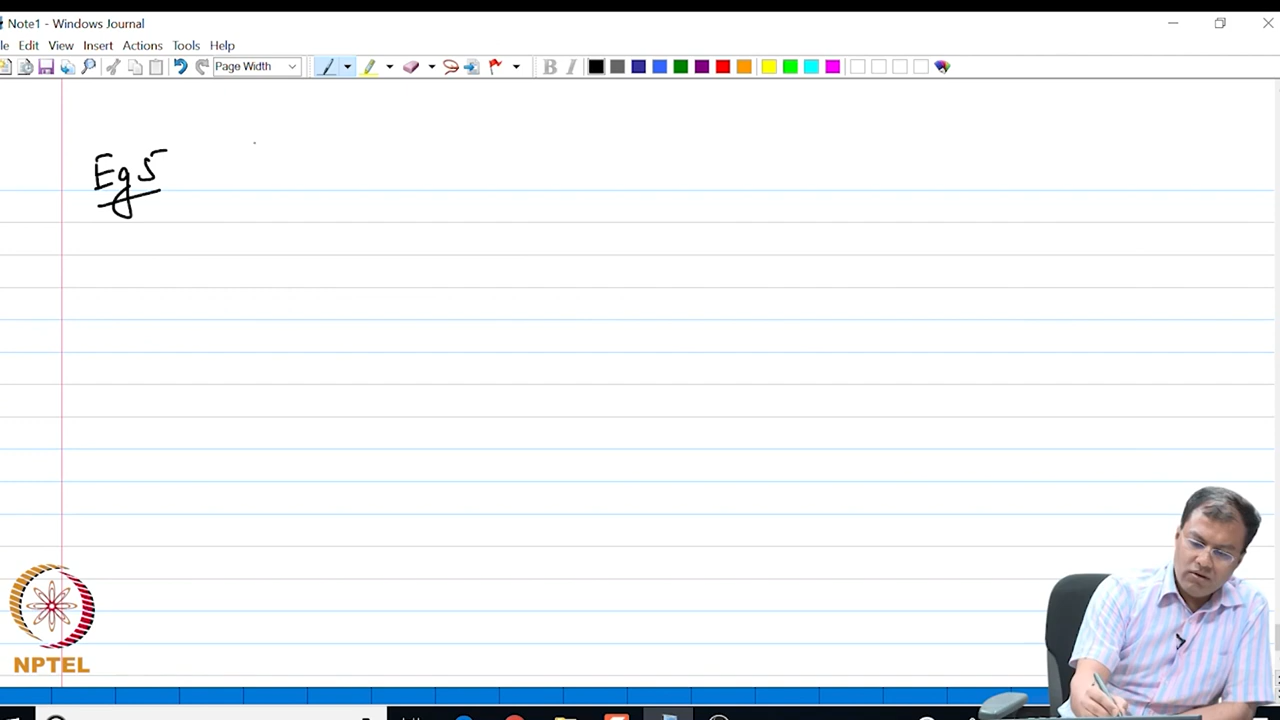 Note1 - Windows Journal
le Edit View Insert Actions Tools Help
Page Width
B I
Eg 5
NPTEL